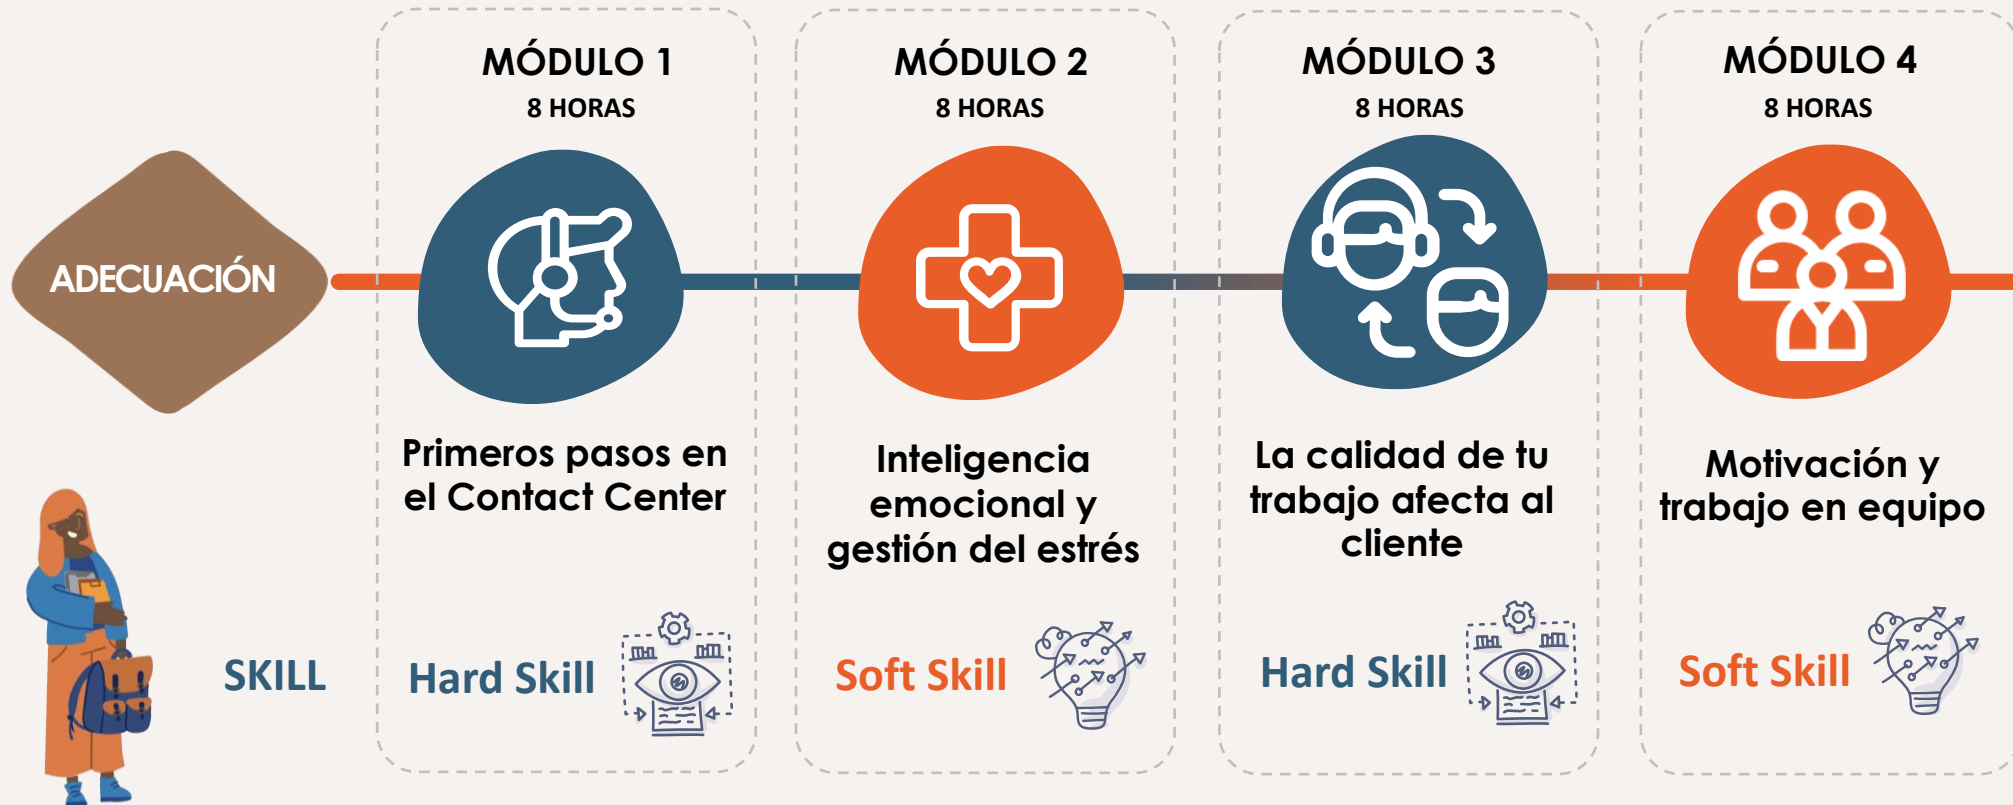 MÓDULO 1
8 HORAS
MÓDULO 2
8 HORAS
MÓDULO 3
8 HORAS
MÓDULO 4
8 HORAS
ADECUACIÓN
Primeros pasos en
el Contact Center
Inteligencia
emocional y
gestión del estrés
La calidad de tu
trabajo afecta al
cliente
Motivación y
trabajo en equipo
SKILL
Hard Skill
Soft Skill
Hard Skill
Soft Skill